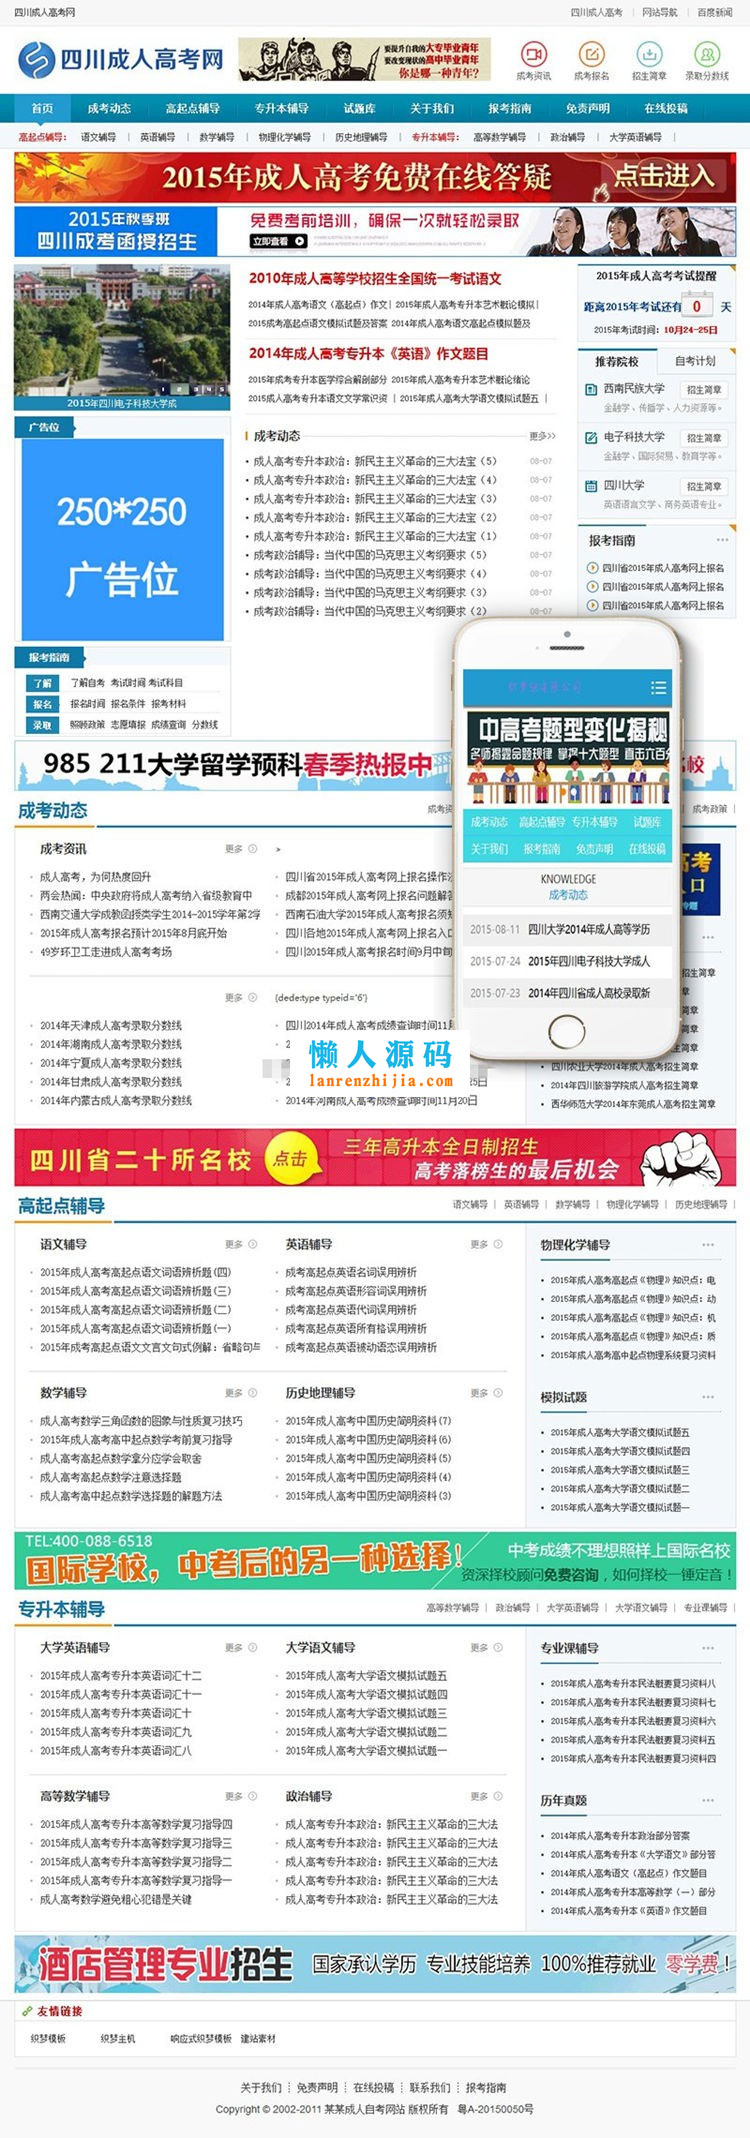 四川成人高考网
四川成人高考 | 网站导航 | 百度新闻
四川成人高考网
要提升自我的大专毕业青年
要改变现状的高中毕业青年
你是哪一种青年?
成考资讯 成考报名 招生简章 录取分数线
首页 成考动态 高起点辅导 专升本辅导 试题库 关于我们 报考指南 免责声明 在线投稿
高起点辅导: 语文辅导 | 英语辅导 | 数学辅导 | 物理化学辅导 | 历史地理辅导 | 专升本辅导: 高等数学辅导 | 政治辅导 | 大学英语辅导 |
2015年成人高考免费在线答疑 点击进入
2015年秋季班
四川成考函授招生
免费考前培训，确保一次就轻松录取
立即查看
1 2 3 4 5
2015年四川电子科技大学成
2010年成人高等学校招生全国统一考试语文
2014年成人高考语文（高起点）作文| 2015年成人高考专升本艺术概论模拟|
2015成考高起点语文模拟试题及答案 2014年成人高考语文高起点模拟题及
2014年成人高考专升本《英语》作文题目
2015年成考专升本医学综合解剖部分 2015年成人高考专升本艺术概论绪论
2015成人高考专升本语文文学常识资 | 2015年成人高考大学语文模拟试题五 |
2015年成人高考考试提醒
距离2015年考试还有 0 天
2015年考试时间: 10月24-25日
推荐院校 自考计划
西南民族大学 招生简章
金融学、传播学、人力资源等。
电子科技大学 招生简章
金融学、国际贸易、教育学等。
四川大学 招生简章
英语语言文学、商务英语专业。
广告位
250*250
广告位
成考动态 更多>>
成人高考专升本政治：新民主主义革命的三大法宝（5） 08-07
成人高考专升本政治：新民主主义革命的三大法宝（4） 08-07
成人高考专升本政治：新民主主义革命的三大法宝（3） 08-07
成人高考专升本政治：新民主主义革命的三大法宝（2） 08-07
成人高考专升本政治：新民主主义革命的三大法宝（1） 08-07
成考政治辅导：当代中国的马克思主义考纲要求（5） 08-07
成考政治辅导：当代中国的马克思主义考纲要求（4） 08-07
成考政治辅导：当代中国的马克思主义考纲要求（3） 08-07
成考政治辅导：当代中国的马克思主义考纲要求（2） 08-07
报考指南
四川省2015年成人高考网上报名
四川省2015年成人高考网上报名
四川省2015年成人高考网上报名
报考指南
了解 了解自考 考试时间 考试科目
报名 报名时间 报名条件 报考材料
录取 照顾政策 志愿填报 成绩查询 分数线
985 211大学留学预科春季热报中
名校
中高考题型变化揭秘
名师揭露命题规律 掌握十大题型 直击六百分
成考动态 高起点辅导 专升本辅导 试题库
关于我们 报考指南 免责声明 在线投稿
KNOWLEDGE
成考动态
2015-08-11 四川大学2014年成人高等学历
2015-07-24 2015年四川电子科技大学成人
2015-07-23 2014年四川省成人高校录取新
成考动态
成考资 | 成考政策 |
成考资讯 更多 >
成人高考，为何热度回升
两会热闻：中央政府将成人高考纳入省级教育中
西南交通大学成教函授类学生2014-2015学年第2学
2015年成人高考报名预计2015年8月底开始
49岁环卫工走进成人高考考场
四川省2015年成人高考网上报名操作
成都2015年成人高考网上报名问题解答
西南石油大学2015年成人高考报名须知
四川各地2015年成人高考网上报名入口
四川2015年成人高考报名时间9月中旬
高考
入口
专题
招生简章
章
简章
简章
招生简章
更多
{dede:type typeid='6'}
2014年天津成人高考录取分数线
2014年湖南成人高考录取分数线
2014年宁夏成人高考录取分数线
2014年甘肃成人高考录取分数线
2014年内蒙古成人高考录取分数线
四川2014年成人高考成绩查询时间11月
25日
2014年河南成人高考成绩查询时间11月20日
懒人源码
lanrenzhijia.com
四川农业大学2014年成人高考招生简章
2014年四川旅游学院成人高考招生简章
西华师范大学2014年东莞成人高考招生简章
四川省二十所名校 点击
三年高升本全日制招生
高考落榜生的最后机会
高起点辅导
语文辅导 | 英语辅导 | 数学辅导 | 物理化学辅导 | 历史地理辅导 |
语文辅导 更多
2015年成人高考高起点语文词语辨析题(四)
2015年成人高考高起点语文词语辨析题(三)
2015年成人高考高起点语文词语辨析题(二)
2015年成人高考高起点语文词语辨析题(一)
2015年成考高起点语文文言文句式例解：省略句与
英语辅导 更多
成考高起点英语名词误用辨析
成考高起点英语形容词误用辨析
成考高起点英语代词误用辨析
成考高起点英语所有格误用辨析
成考高起点英语被动语态误用辨析
物理化学辅导
2015年成人高考高起点《物理》知识点：电
2015年成人高考高起点《物理》知识点：动
2015年成人高考高起点《物理》知识点：机
2015年成人高考高起点《物理》知识点：质
2015年成人高考高中起点物理系统复习资料
数学辅导 更多
成人高考数学三角函数的图象与性质复习技巧
2015年成人高考高中起点数学考前复习指导
成人高考高起点数学拿分应学会取舍
成人高考高起点数学注意选择题
成人高考高中起点数学选择题的解题方法
历史地理辅导 更多
2015年成人高考中国历史简明资料(7)
2015年成人高考中国历史简明资料(6)
2015年成人高考中国历史简明资料(5)
2015年成人高考中国历史简明资料(4)
2015年成人高考中国历史简明资料(3)
模拟试题
2015年成人高考大学语文模拟试题五
2015年成人高考大学语文模拟试题四
2015年成人高考大学语文模拟试题三
2015年成人高考大学语文模拟试题二
2015年成人高考大学语文模拟试题一
TEL:400-088-6518
国际学校，中考后的另一种选择!
中考成绩不理想照样上国际名校
资深择校顾问免费咨询，如何择校一锤定音！
专升本辅导
高等数学辅导 | 政治辅导 | 大学英语辅导 | 大学语文辅导 | 专业课辅导 |
大学英语辅导 更多
2015年成人高考专升本英语词汇十二
2015年成人高考专升本英语词汇十一
2015年成人高考专升本英语词汇十
2015年成人高考专升本英语词汇九
2015年成人高考专升本英语词汇八
大学语文辅导 更多
2015年成人高考大学语文模拟试题五
2015年成人高考大学语文模拟试题四
2015年成人高考大学语文模拟试题三
2015年成人高考大学语文模拟试题二
2015年成人高考大学语文模拟试题一
专业课辅导
2015年成人高考专升本民法概要复习资料八
2015年成人高考专升本民法概要复习资料七
2015年成人高考专升本民法概要复习资料六
2015年成人高考专升本民法概要复习资料五
2015年成人高考专升本民法概要复习资料四
高等数学辅导 更多
2015年成人高考专升本高等数学复习指导四
2015年成人高考专升本高等数学复习指导三
2015年成人高考专升本高等数学复习指导二
2015年成人高考专升本高等数学复习指导一
成人高考数学避免粗心犯错是关键
政治辅导 更多
成人高考专升本政治：新民主主义革命的三大法
成人高考专升本政治：新民主主义革命的三大法
成人高考专升本政治：新民主主义革命的三大法
成人高考专升本政治：新民主主义革命的三大法
成人高考专升本政治：新民主主义革命的三大法
历年真题
2014年成人高考专升本政治部分答案
2014年成人高考专升本《大学语文》部分答
2014年成人高考语文（高起点）作文题目
2014年成人高考专升本高等数学（一）部分
2014年成人高考专升本《英语》作文题目
酒店管理专业招生 国家承认学历 专业技能培养 100%推荐就业 零学费！
友情链接
织梦模板 织梦主机 响应式织梦模板 建站素材
关于我们 ┊ 免责声明 ┊ 在线投稿 ┊ 联系我们 ┊ 报考指南
Copyright © 2002-2011 某某成人自考网站 版权所有 粤A-20150050号